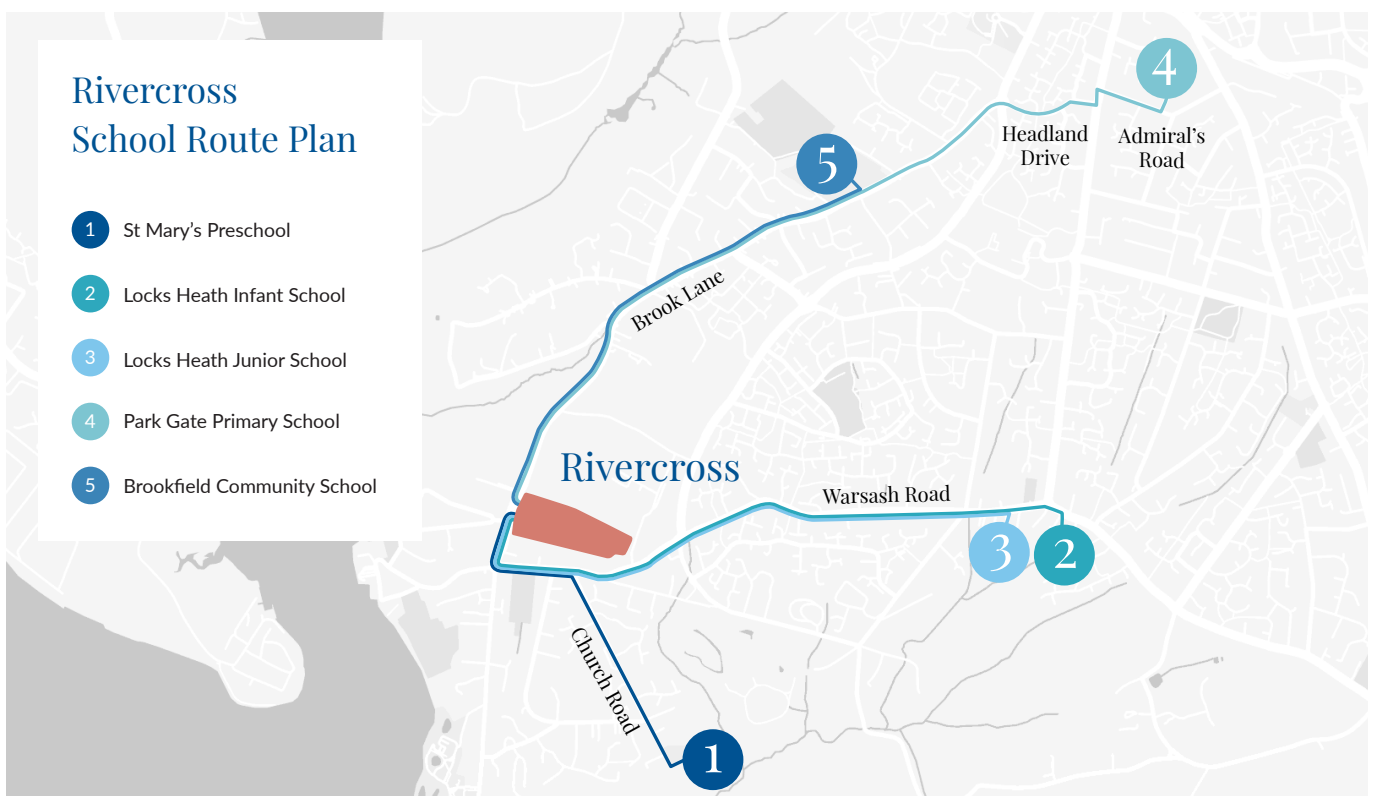 Rivercross
School Route Plan
1 St Mary’s Preschool
2 Locks Heath Infant School
3 Locks Heath Junior School
4 Park Gate Primary School
5 Brookfield Community School
4
Headland
Drive
Admiral’s
Road
5
Brook Lane
Rivercross
Warsash Road
3
2
Church Road
1